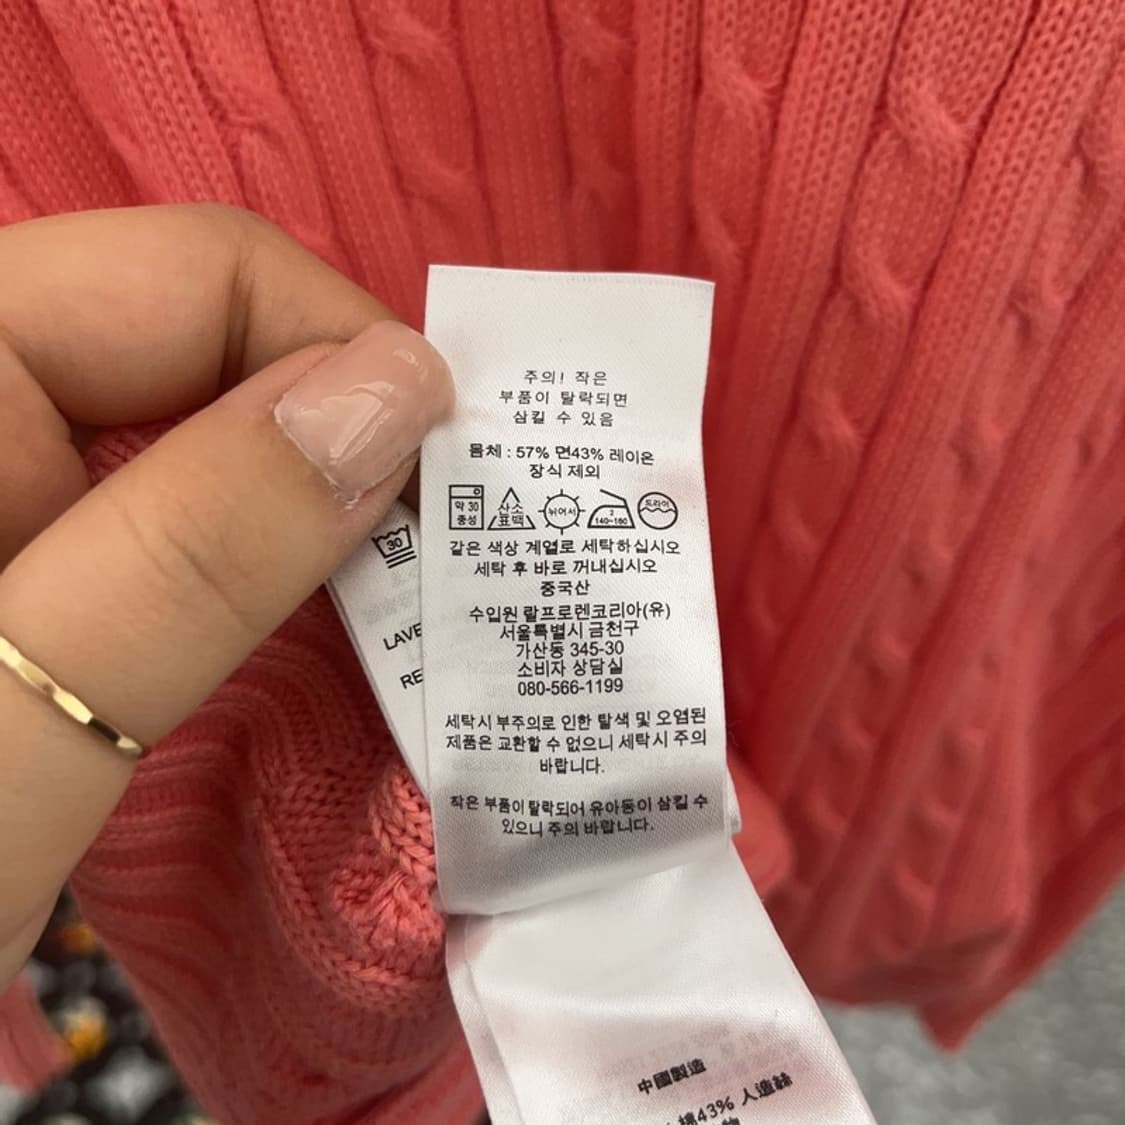 주의! 작은
부품이 탈락되면
삼킬 수 있음
몸체 : 57% 면43% 레이온
장식 제외
약 30
중성
산소
표백
뉘어서
2
140~160
드라이
같은 색상 계열로 세탁하십시오
세탁 후 바로 꺼내십시오
중국산
수입원 랄프로렌코리아(유)
서울특별시 금천구
가산동 345-30
소비자 상담실
080-566-1199
세탁시 부주의로 인한 탈색 및 오염된
제품은 교환할 수 없으니 세탁시 주의
바랍니다.
작은 부품이 탈락되어 유아동이 삼킬 수
있으니 주의 바랍니다.
30
LAVE
RE
中國製造
棉43% 人造絲